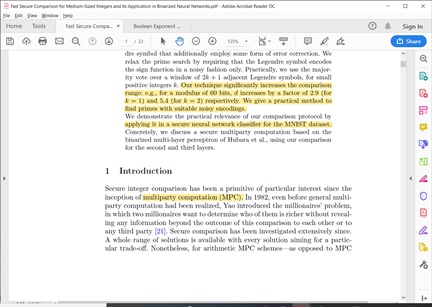 Fast Secure Comparison for Medium-Sized Integers and Its Application in Binarized Neural Networks.pdf - Adobe Acrobat Reader DC
File Edit View Window Help
Home Tools Fast Secure Compa... × Boolean Exponent ... Sign In
1 / 23 125% Share
dre symbol that additionally employ some form of error correction. We
relax the prime search by requiring that the Legendre symbol encodes
the sign function in a noisy fashion only. Practically, we use the major-
ity vote over a window of 2k + 1 adjacent Legendre symbols, for small
positive integers k. Our technique significantly increases the comparison
range: e.g., for a modulus of 60 bits, d increases by a factor of 2.9 (for
k = 1) and 5.4 (for k = 2) respectively. We give a practical method to
find primes with suitable noisy encodings.
We demonstrate the practical relevance of our comparison protocol by
applying it in a secure neural network classifier for the MNIST dataset.
Concretely, we discuss a secure multiparty computation based on the
binarized multi-layer perceptron of Hubara et al., using our comparison
for the second and third layers.
1 Introduction
Secure integer comparison has been a primitive of particular interest since the
inception of multiparty computation (MPC). In 1982, even before general multi-
party computation had been realized, Yao introduced the millionaires' problem,
in which two millionaires want to determine who of them is richer without reveal-
ing any information beyond the outcome of this comparison to each other or to
any third party [21]. Secure comparison has been investigated extensively since.
A whole range of solutions is available with every solution aiming for a partic-
ular trade-off. Nonetheless, for arithmetic MPC schemes—as opposed to MPC